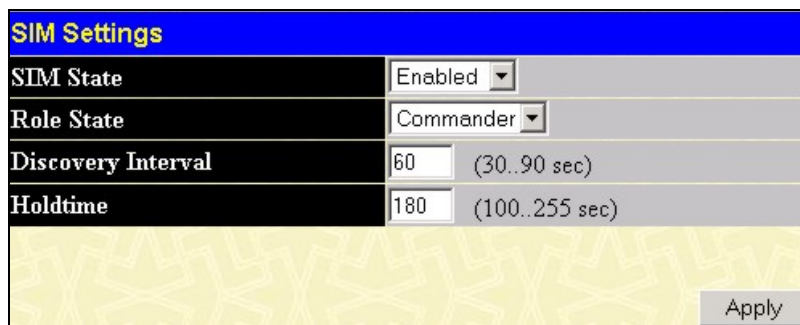 SIM Settings
SIM State Enabled
Role State Commander
Discovery Interval 60 (30..90 sec)
Holdtime 180 (100..255 sec)
Apply